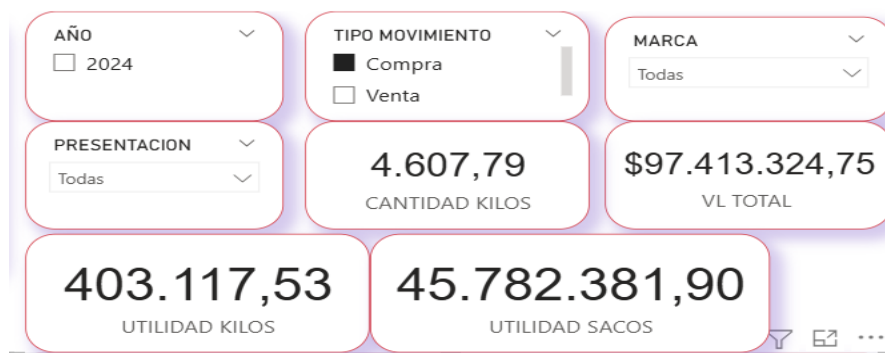 AÑO
2024
TIPO MOVIMIENTO
Compra
Venta
MARCA
Todas
PRESENTACION
Todas
4.607,79
CANTIDAD KILOS
$97.413.324,75
VL TOTAL
403.117,53
UTILIDAD KILOS
45.782.381,90
UTILIDAD SACOS